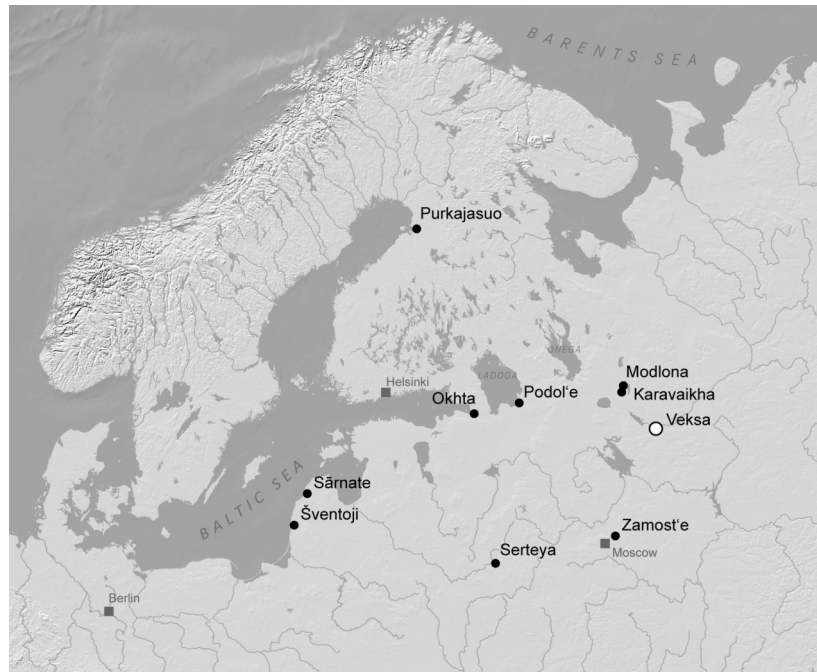 BARENTS SEA
Purkajasuo
ONEGA
LADOGA
Modlona
Helsinki
Podol‘e
Karavaikha
Okhta
Veksa
BALTIC SEA
Sārnate
Šventoji
Zamost‘e
Serteya
Moscow
Berlin